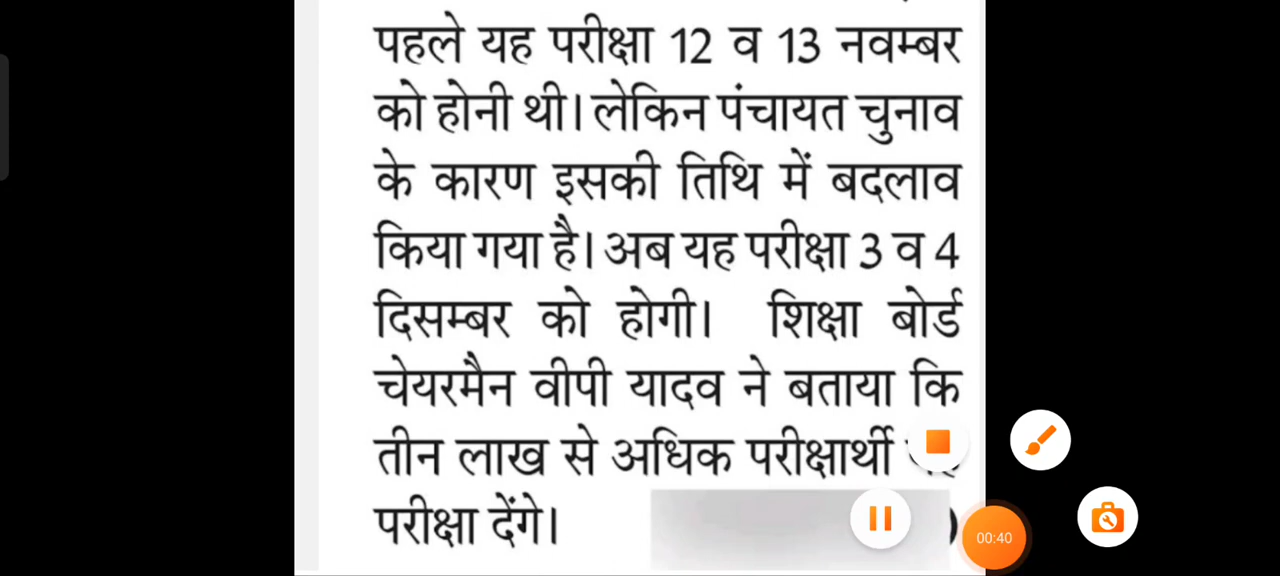 पहले यह परीक्षा 12 व 13 नवम्बर
को होनी थी। लेकिन पंचायत चुनाव
के कारण इसकी तिथि में बदलाव
किया गया है। अब यह परीक्षा 3 व 4
दिसम्बर को होगी। शिक्षा बोर्ड
चेयरमैन वीपी यादव ने बताया कि
तीन लाख से अधिक परीक्षार्थी
परीक्षा देंगे।
00:40